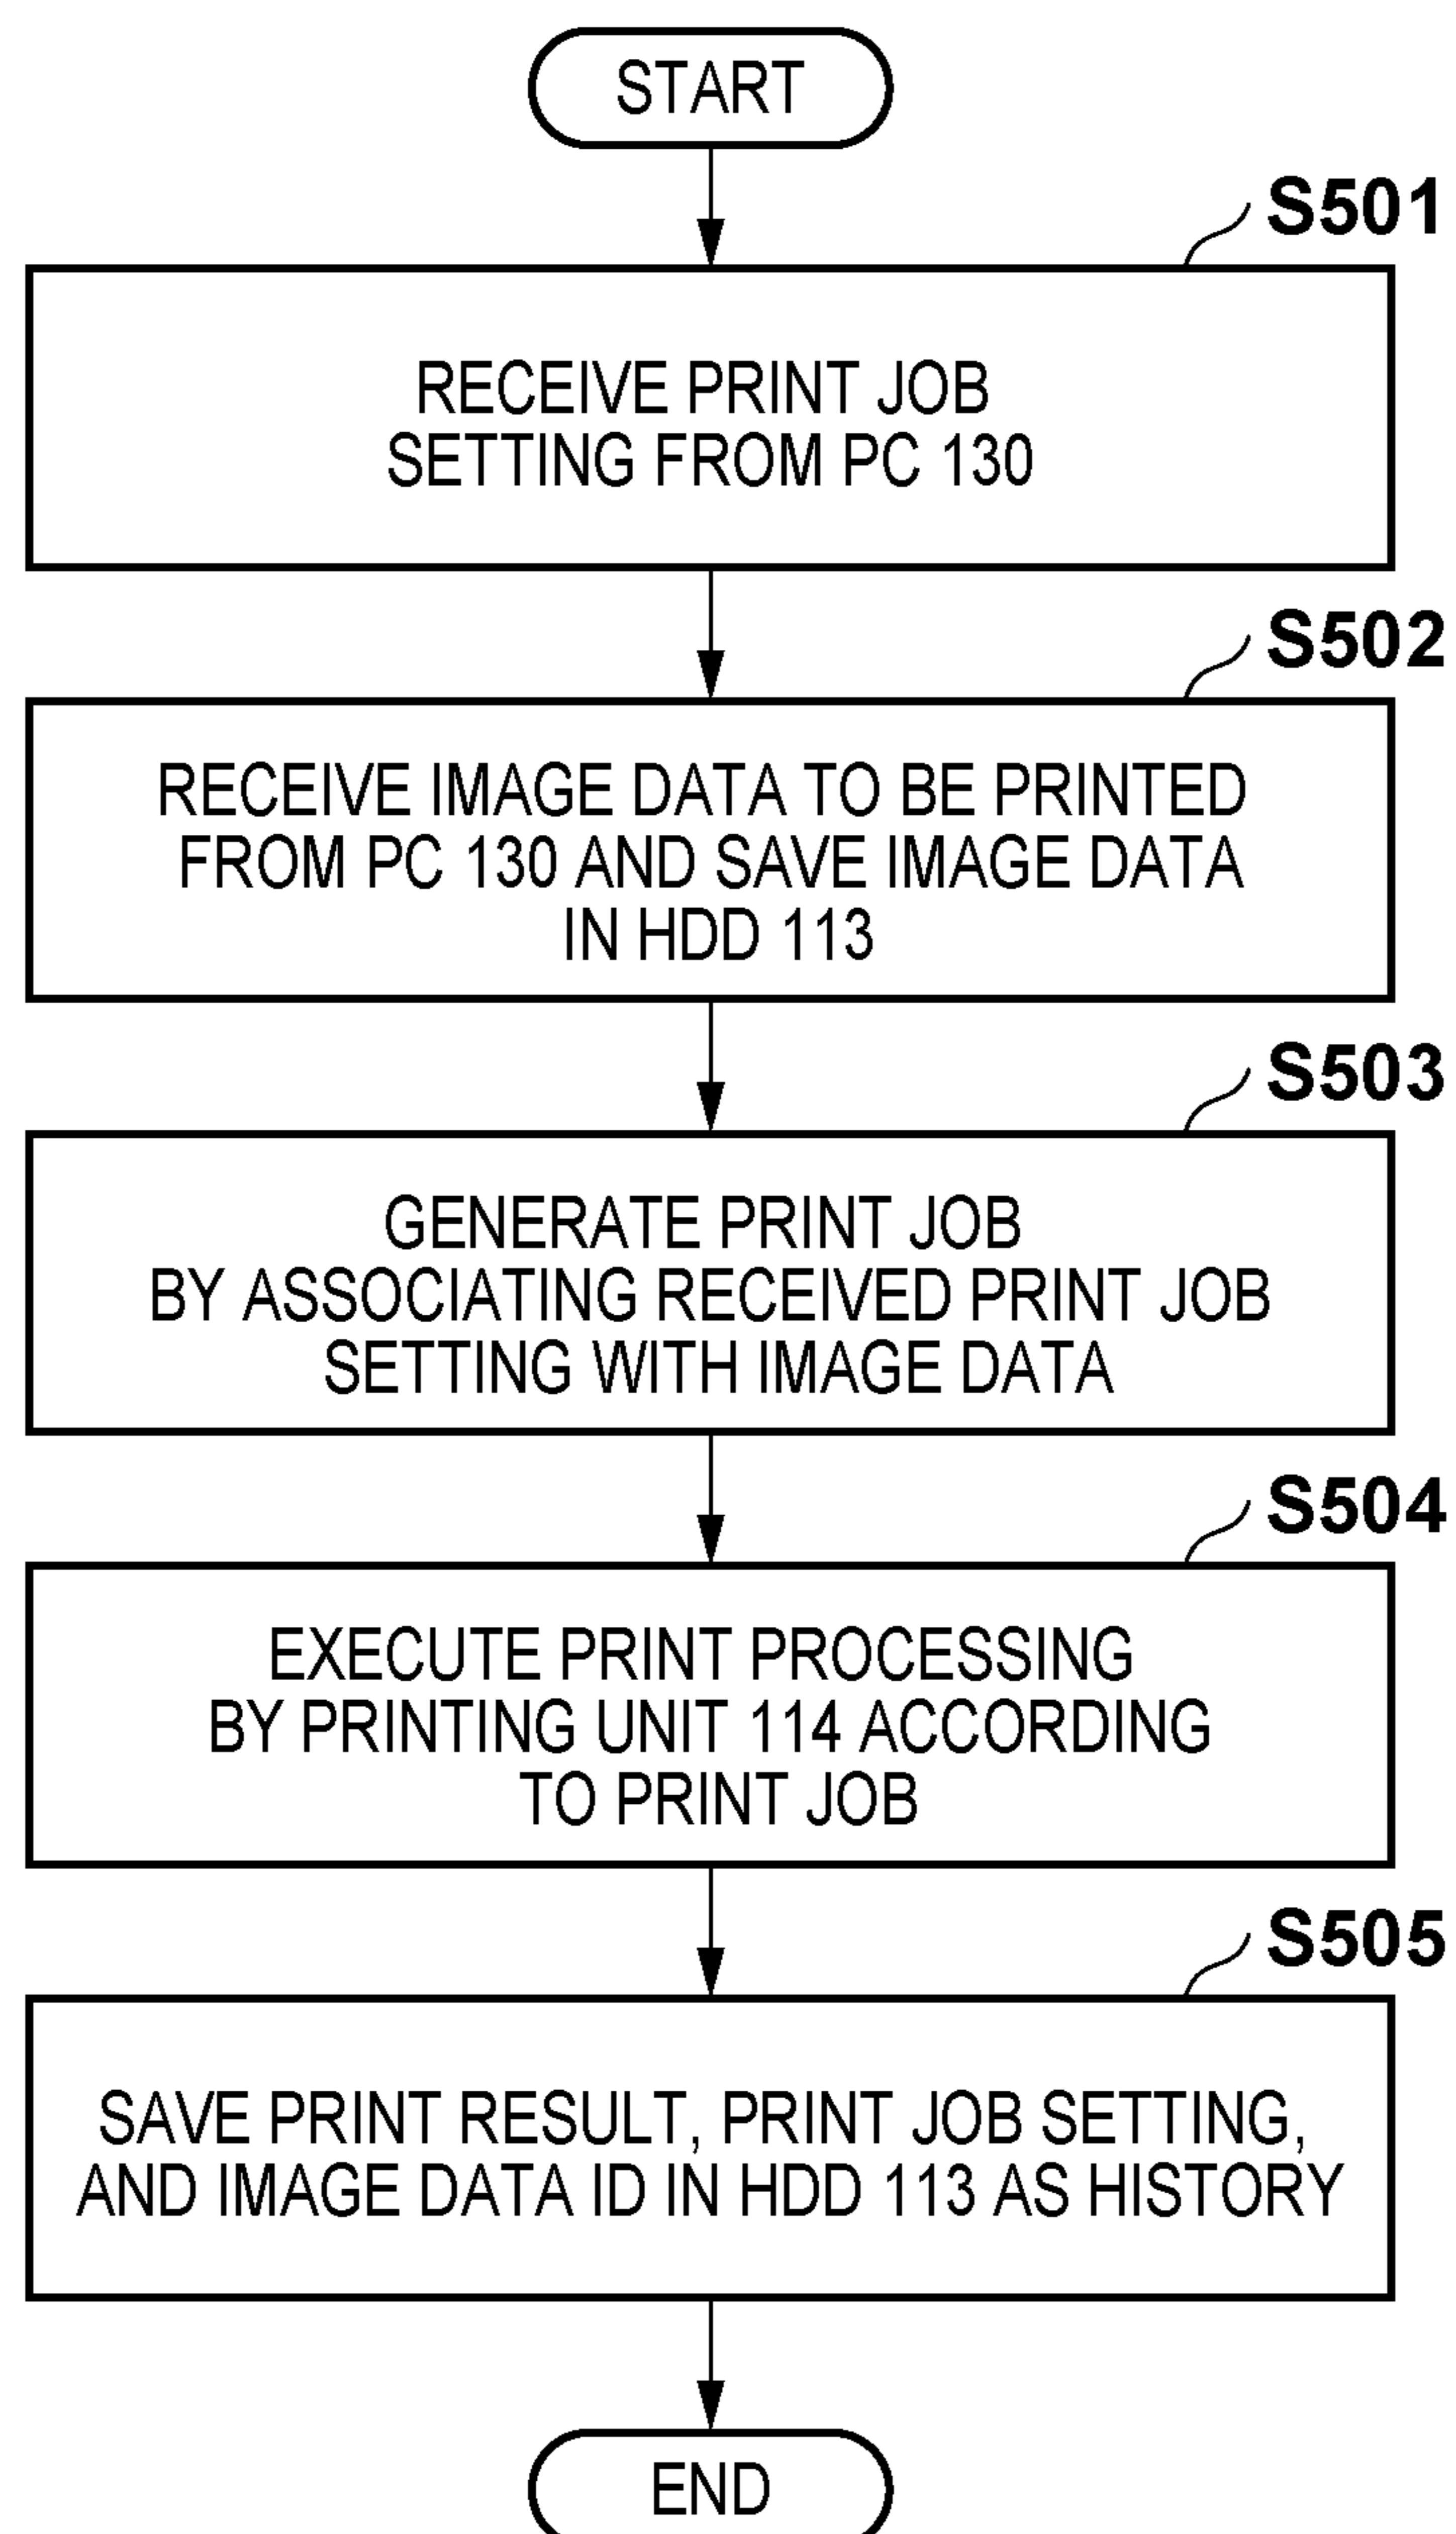 START
S501
RECEIVE PRINT JOB
SETTING FROM PC 130
S502
RECEIVE IMAGE DATA TO BE PRINTED
FROM PC 130 AND SAVE IMAGE DATA
IN HDD 113
S503
GENERATE PRINT JOB
BY ASSOCIATING RECEIVED PRINT JOB
SETTING WITH IMAGE DATA
S504
EXECUTE PRINT PROCESSING
BY PRINTING UNIT 114 ACCORDING
TO PRINT JOB
S505
SAVE PRINT RESULT, PRINT JOB SETTING,
AND IMAGE DATA ID IN HDD 113 AS HISTORY
END